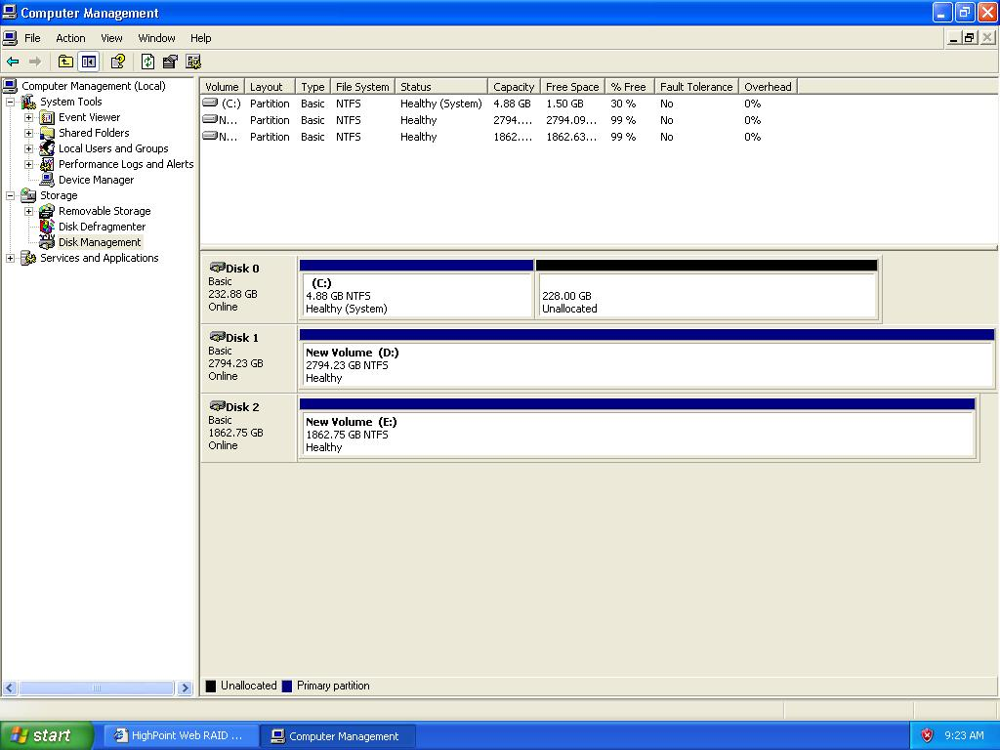 Computer Management
File Action View Window Help
Computer Management (Local)
System Tools
Event Viewer
Shared Folders
Local Users and Groups
Performance Logs and Alerts
Device Manager
Storage
Removable Storage
Disk Defragmenter
Disk Management
Services and Applications
Volume Layout Type File System Status Capacity Free Space % Free Fault Tolerance Overhead
(C:) Partition Basic NTFS Healthy (System) 4.88 GB 1.50 GB 30 % No 0%
N... Partition Basic NTFS Healthy 2794.... 2794.09... 99 % No 0%
N... Partition Basic NTFS Healthy 1862.... 1862.63... 99 % No 0%
Disk 0
Basic
232.88 GB
Online
(C:)
4.88 GB NTFS
Healthy (System)
228.00 GB
Unallocated
Disk 1
Basic
2794.23 GB
Online
New Volume (D:)
2794.23 GB NTFS
Healthy
Disk 2
Basic
1862.75 GB
Online
New Volume (E:)
1862.75 GB NTFS
Healthy
Unallocated Primary partition
start HighPoint Web RAID ... Computer Management 9:23 AM